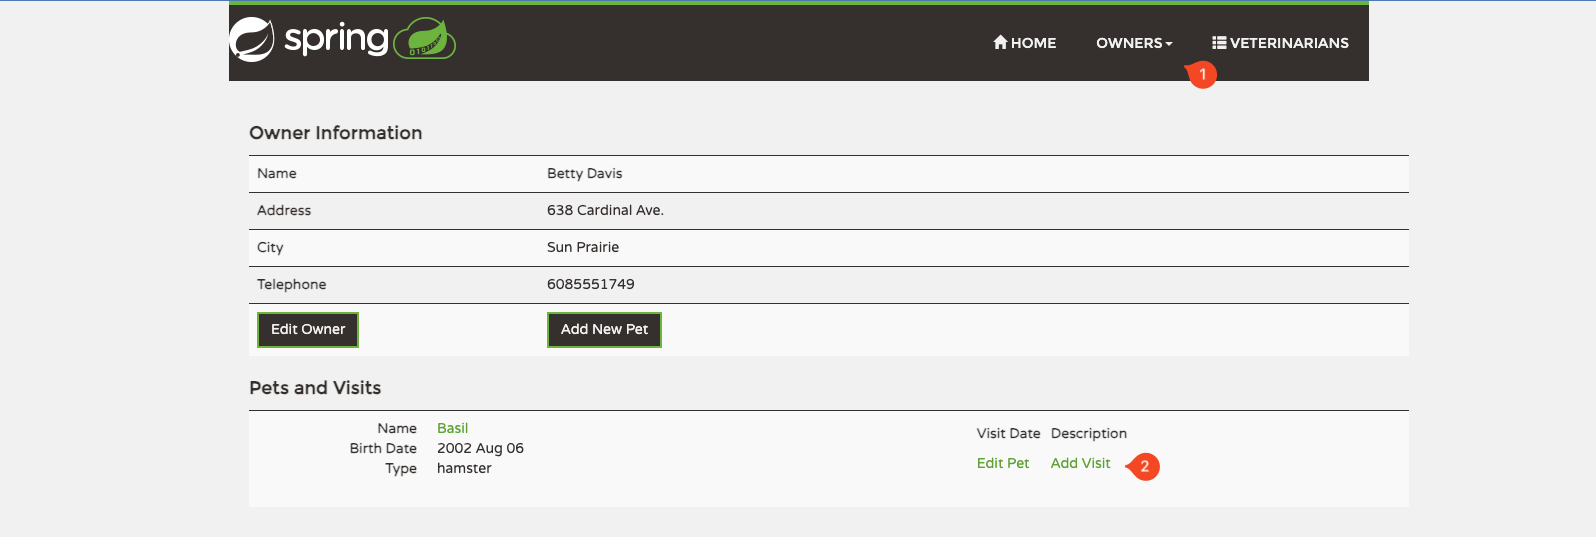 spring
HOME OWNERS VETERINARIANS
1
Owner Information
Name Betty Davis
Address 638 Cardinal Ave.
City Sun Prairie
Telephone 6085551749
Edit Owner Add New Pet
Pets and Visits
Name Basil
Birth Date 2002 Aug 06
Type hamster
Visit Date Description
Edit Pet Add Visit
2